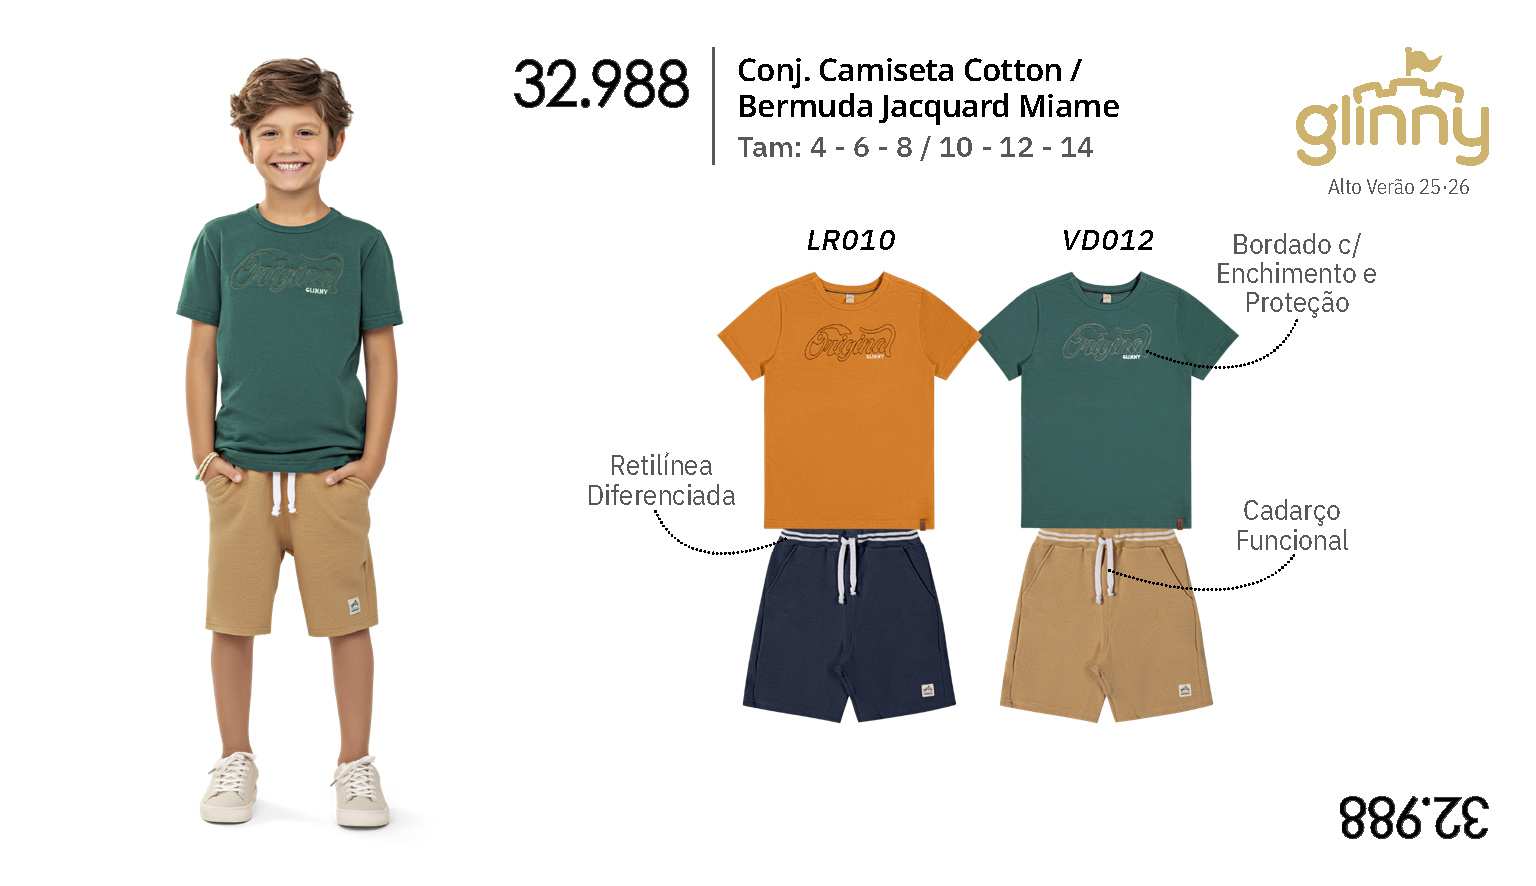 32.988
Conj. Camiseta Cotton /
Bermuda Jacquard Miame
Tam: 4 - 6 - 8 / 10 - 12 - 14
glinny
Alto Verão 25·26
LR010
VD012
Bordado c/
Enchimento e
Proteção
Original
GLINNY
Original
GLINNY
Original
GLINNY
Retilínea
Diferenciada
Cadarço
Funcional
32.988